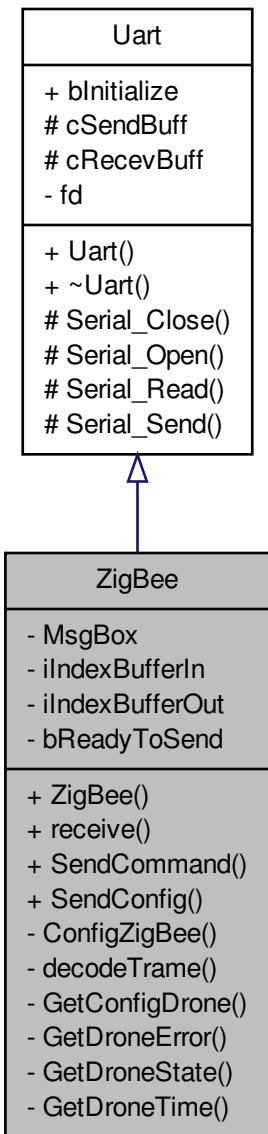 Uart
+ bInitialize
# cSendBuff
# cRecevBuff
- fd
+ Uart()
+ ~Uart()
# Serial_Close()
# Serial_Open()
# Serial_Read()
# Serial_Send()
ZigBee
- MsgBox
- iIndexBufferIn
- iIndexBufferOut
- bReadyToSend
+ ZigBee()
+ receive()
+ SendCommand()
+ SendConfig()
- ConfigZigBee()
- decodeTrame()
- GetConfigDrone()
- GetDroneError()
- GetDroneState()
- GetDroneTime()